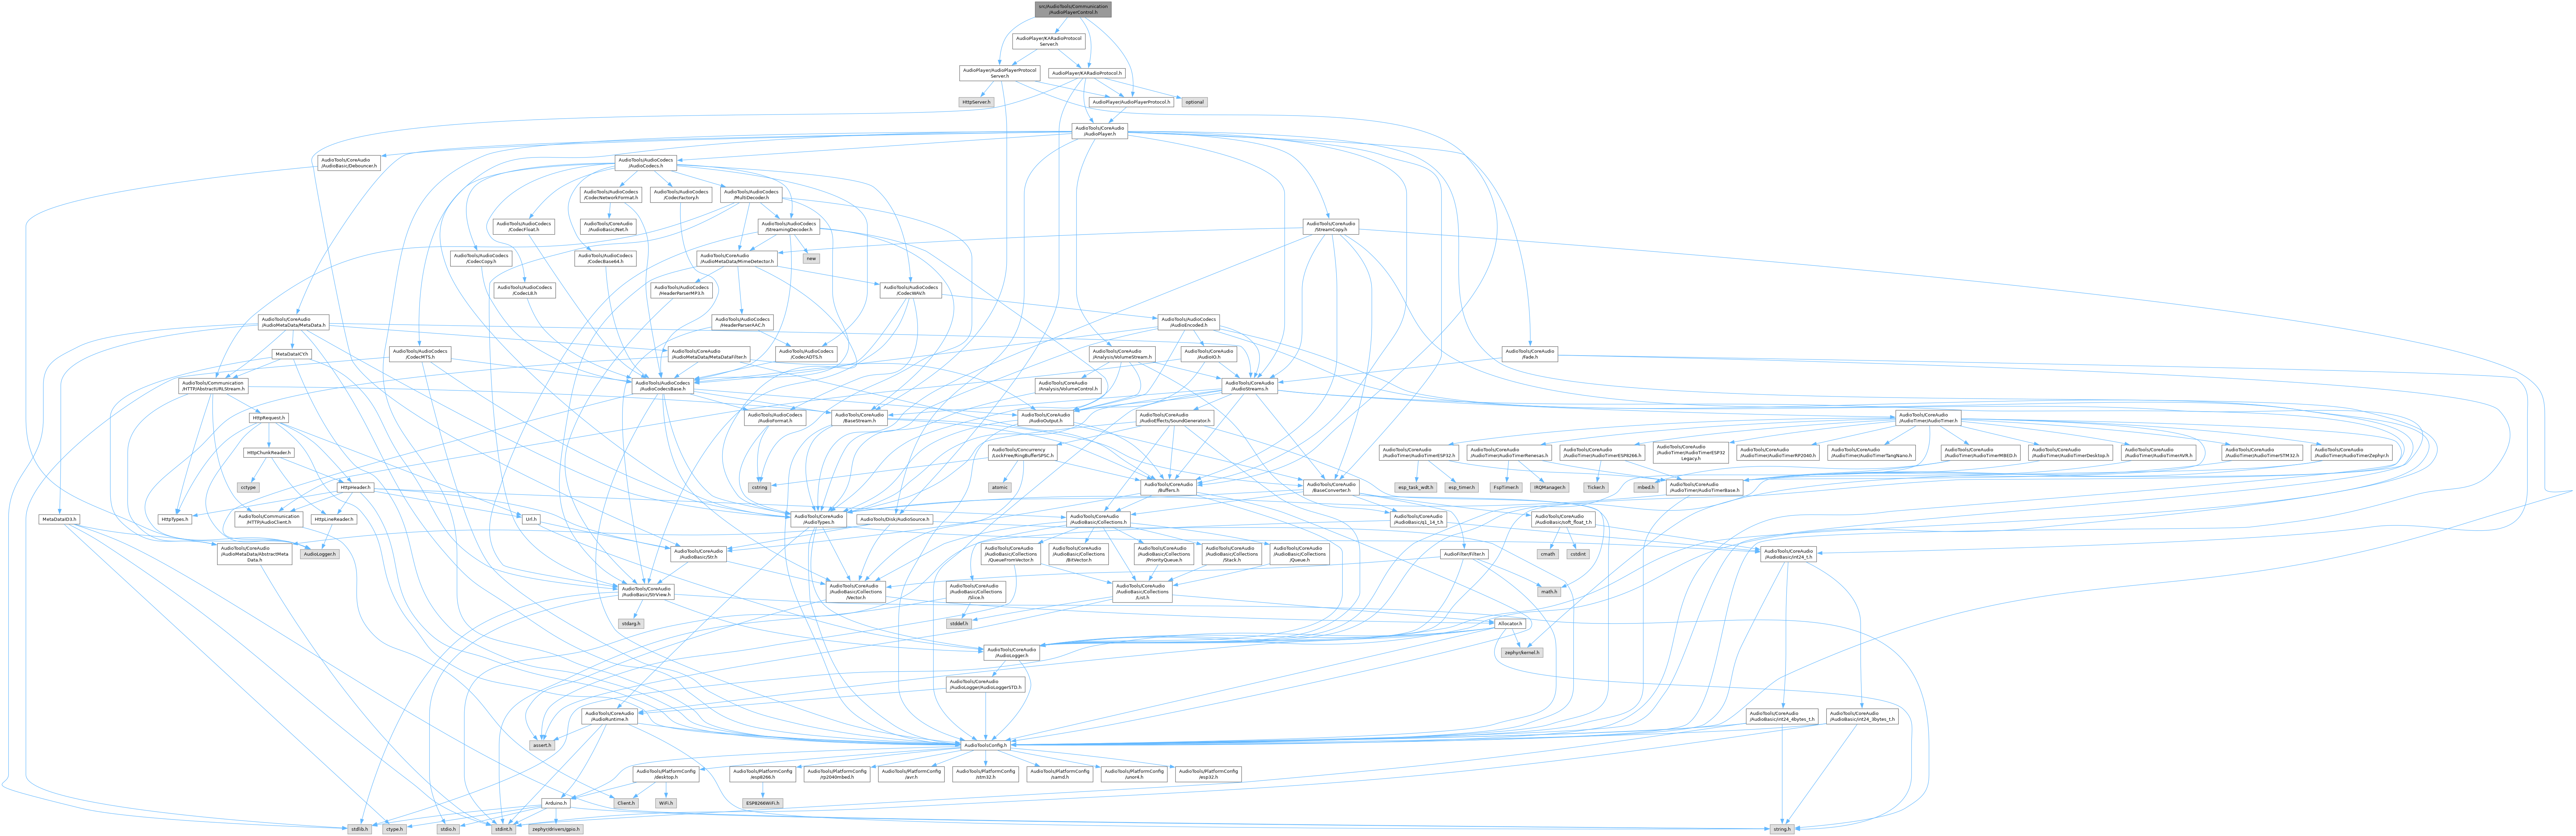 src/AudioTools/Communication
/AudioPlayerControl.h
AudioPlayer/KARadioProtocol
Server.h
AudioPlayer/AudioPlayerProtocol
Server.h
AudioPlayer/KARadioProtocol.h
HttpServer.h
AudioPlayer/AudioPlayerProtocol.h
optional
AudioTools/CoreAudio
/AudioPlayer.h
AudioTools/CoreAudio
/AudioBasic/Debouncer.h
AudioTools/AudioCodecs
/AudioCodecs.h
AudioTools/AudioCodecs
/CodecNetworkFormat.h
AudioTools/AudioCodecs
/CodecFactory.h
AudioTools/AudioCodecs
/MultiDecoder.h
AudioTools/AudioCodecs
/CodecFloat.h
AudioTools/CoreAudio
/AudioBasic/Net.h
AudioTools/AudioCodecs
/StreamingDecoder.h
AudioTools/CoreAudio
/StreamCopy.h
AudioTools/AudioCodecs
/CodecCopy.h
AudioTools/AudioCodecs
/CodecBase64.h
AudioTools/CoreAudio
/AudioMetaData/MimeDetector.h
new
AudioTools/AudioCodecs
/CodecL8.h
AudioTools/AudioCodecs
/HeaderParserMP3.h
AudioTools/AudioCodecs
/CodecWAV.h
AudioTools/CoreAudio
/AudioMetaData/MetaData.h
AudioTools/AudioCodecs
/HeaderParserAAC.h
AudioTools/AudioCodecs
/AudioEncoded.h
MetaDataICY.h
AudioTools/AudioCodecs
/CodecMTS.h
AudioTools/CoreAudio
/AudioMetaData/MetaDataFilter.h
AudioTools/AudioCodecs
/CodecADTS.h
AudioTools/CoreAudio
/AnalysisVolumeStream.h
AudioTools/CoreAudio
/AudioIO.h
AudioTools/CoreAudio
/Fade.h
AudioTools/Communication
/HTTP/AbstractURLStream.h
AudioTools/AudioCodecs
/AudioCodecsBase.h
AudioTools/CoreAudio
/Analysis/VolumeControl.h
AudioTools/CoreAudio
/AudioStreams.h
HttpRequest.h
AudioTools/AudioCodecs
/AudioFormat.h
AudioTools/CoreAudio
/BaseStream.h
AudioTools/CoreAudio
/AudioOutput.h
AudioTools/CoreAudio
/AudioEffects/SoundGenerator.h
AudioTools/CoreAudio
/AudioTimer/AudioTimer.h
HttpChunkReader.h
AudioTools/Concurrency
/LockFree/RingBufferSPSC.h
AudioTools/CoreAudio
/AudioTimer/AudioTimerESP32.h
AudioTools/CoreAudio
/AudioTimer/AudioTimerRenesas.h
AudioTools/CoreAudio
/AudioTimer/AudioTimerESP8266.h
AudioTools/CoreAudio
/AudioTimer/AudioTimerESP32
Legacy.h
AudioTools/CoreAudio
/AudioTimer/AudioTimerRP2040.h
AudioTools/CoreAudio
/AudioTimer/AudioTimerTangNano.h
AudioTools/CoreAudio
/AudioTimer/AudioTimerMBED.h
AudioTools/CoreAudio
/AudioTimer/AudioTimerDesktop.h
AudioTools/CoreAudio
/AudioTimer/AudioTimerAVR.h
AudioTools/CoreAudio
/AudioTimer/AudioTimerSTM32.h
AudioTools/CoreAudio
/AudioTimer/AudioTimerZephyr.h
cctype
HttpHeader.h
cstring
atomic
AudioTools/CoreAudio
/Buffers.h
AudioTools/CoreAudio
/BaseConverter.h
esp_task_wdt.h
esp_timer.h
FspTimer.h
IRQManager.h
Ticker.h
mbed.h
AudioTools/CoreAudio
/AudioTimer/AudioTimerBase.h
MetaDataID3.h
HttpTypes.h
AudioTools/Communication
/HTTP/AudioClient.h
HttpLineReader.h
Url.h
AudioTools/CoreAudio
/AudioTypes.h
AudioTools/Disk/AudioSource.h
AudioTools/CoreAudio
/AudioBasic/Collections.h
AudioTools/CoreAudio
/AudioBasic/q1_14_t.h
AudioTools/CoreAudio
/AudioBasic/soft_float_t.h
AudioTools/CoreAudio
/AudioMetaData/AbstractMeta
Data.h
AudioLogger.h
AudioTools/CoreAudio
/AudioBasic/Str.h
AudioTools/CoreAudio
/AudioBasic/Collections
/QueueFromVector.h
AudioTools/CoreAudio
/AudioBasic/Collections
/BitVector.h
AudioTools/CoreAudio
/AudioBasic/Collections
/PriorityQueue.h
AudioTools/CoreAudio
/AudioBasic/Collections
/Stack.h
AudioTools/CoreAudio
/AudioBasic/Collections
/Queue.h
AudioFilter/Filter.h
cmath
cstdint
AudioTools/CoreAudio
/AudioBasic/int24_t.h
AudioTools/CoreAudio
/AudioBasic/StrView.h
AudioTools/CoreAudio
/AudioBasic/Collections
/Vector.h
AudioTools/CoreAudio
/AudioBasic/Collections
/Slice.h
AudioTools/CoreAudio
/AudioBasic/Collections
/List.h
math.h
stdarg.h
stddef.h
Allocator.h
AudioTools/CoreAudio
/AudioLogger.h
zephyr/kernel.h
AudioTools/CoreAudio
/AudioLogger/AudioLoggerSTD.h
AudioTools/CoreAudio
/AudioRuntime.h
AudioTools/CoreAudio
/AudioBasic/int24_4bytes_t.h
AudioTools/CoreAudio
/AudioBasic/int24_3bytes_t.h
assert.h
AudioToolsConfig.h
AudioTools/PlatformConfig
/desktop.h
AudioTools/PlatformConfig
/esp8266.h
AudioTools/PlatformConfig
/rp2040mbed.h
AudioTools/PlatformConfig
/avr.h
AudioTools/PlatformConfig
/stm32.h
AudioTools/PlatformConfig
/samd.h
AudioTools/PlatformConfig
/unor4.h
AudioTools/PlatformConfig
/esp32.h
Arduino.h
Client.h
WiFi.h
ESP8266WiFi.h
stdlib.h
ctype.h
stdio.h
stdint.h
zephyr/drivers/gpio.h
string.h